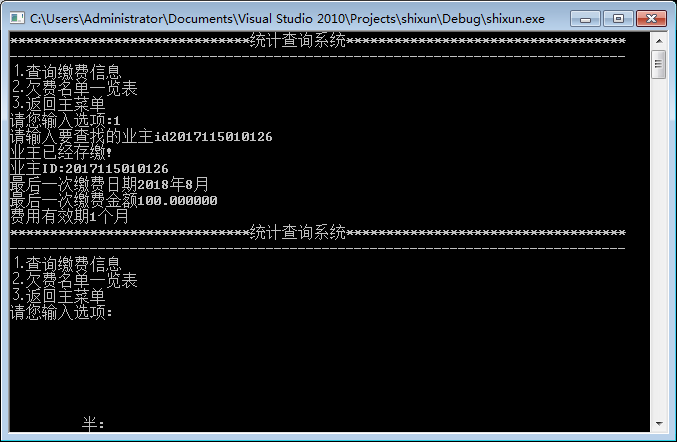 C:\Users\Administrator\Documents\Visual Studio 2010\Projects\shixun\Debug\shixun.exe
******************************统计查询系统***********************************
-----------------------------------------------------------------------------
1.查询缴费信息
2.欠费名单一览表
3.返回主菜单
请您输入选项:1
请输入要查找的业主id2017115010126
业主已经存缴!
业主ID:2017115010126
最后一次缴费日期2018年8月
最后一次缴费金额100.000000
费用有效期1个月
******************************统计查询系统***********************************
-----------------------------------------------------------------------------
1.查询缴费信息
2.欠费名单一览表
3.返回主菜单
请您输入选项:
半: